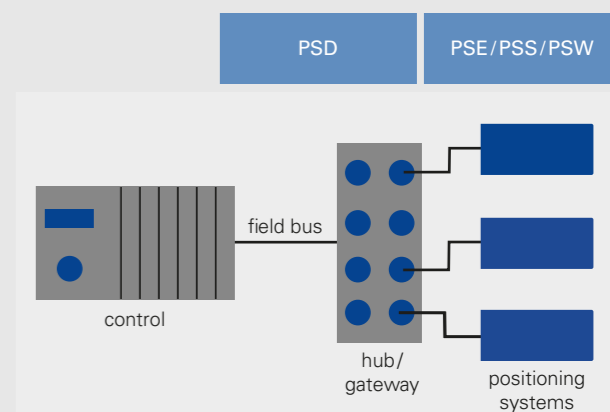 PSD
PSE/PSS/PSW
field bus
control
hub/
gateway
positioning
systems